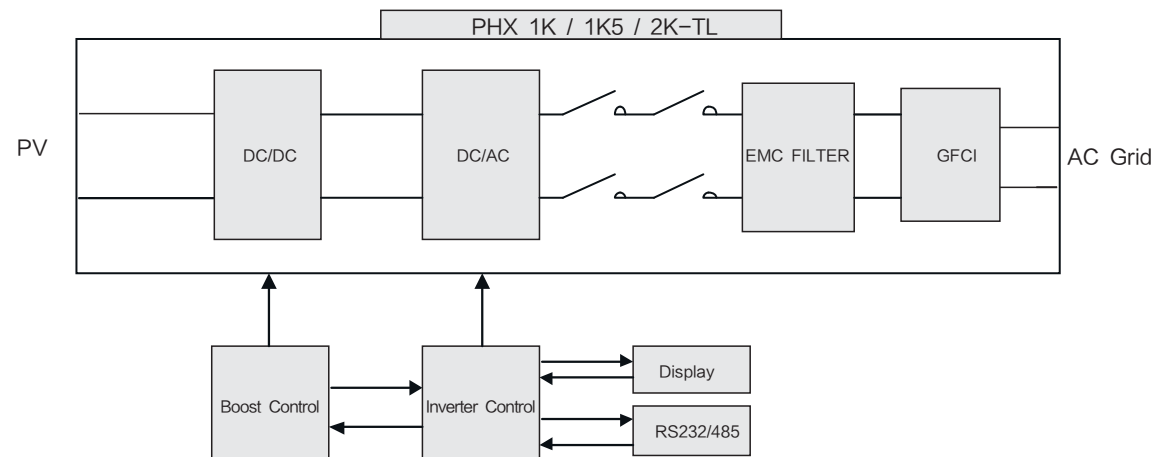 PHX 1K / 1K5 / 2K-TL
PV
DC/DC
DC/AC
EMC FILTER
GFCI
AC Grid
Boost Control
Inverter Control
Display
RS232/485